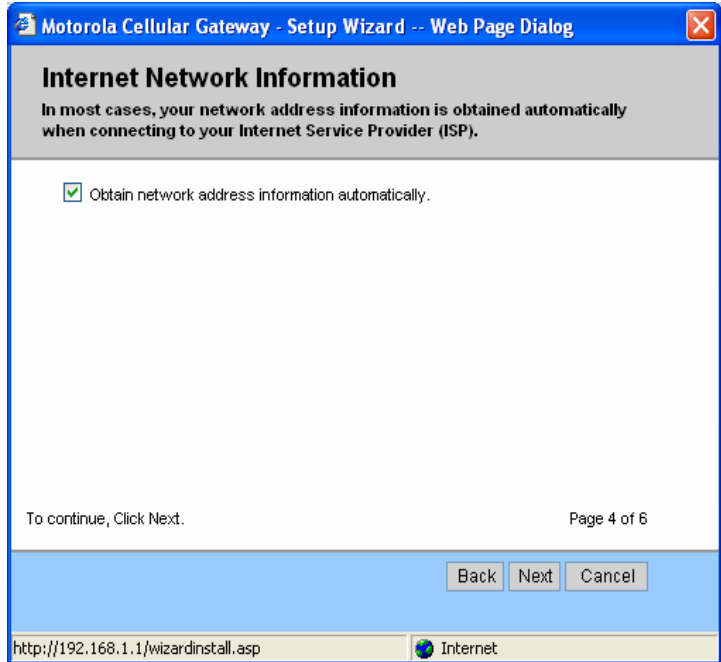 Motorola Cellular Gateway - Setup Wizard -- Web Page Dialog
Internet Network Information
In most cases, your network address information is obtained automatically
when connecting to your Internet Service Provider (ISP).
Obtain network address information automatically.
To continue, Click Next.
Page 4 of 6
Back Next Cancel
http://192.168.1.1/wizardinstall.asp
Internet